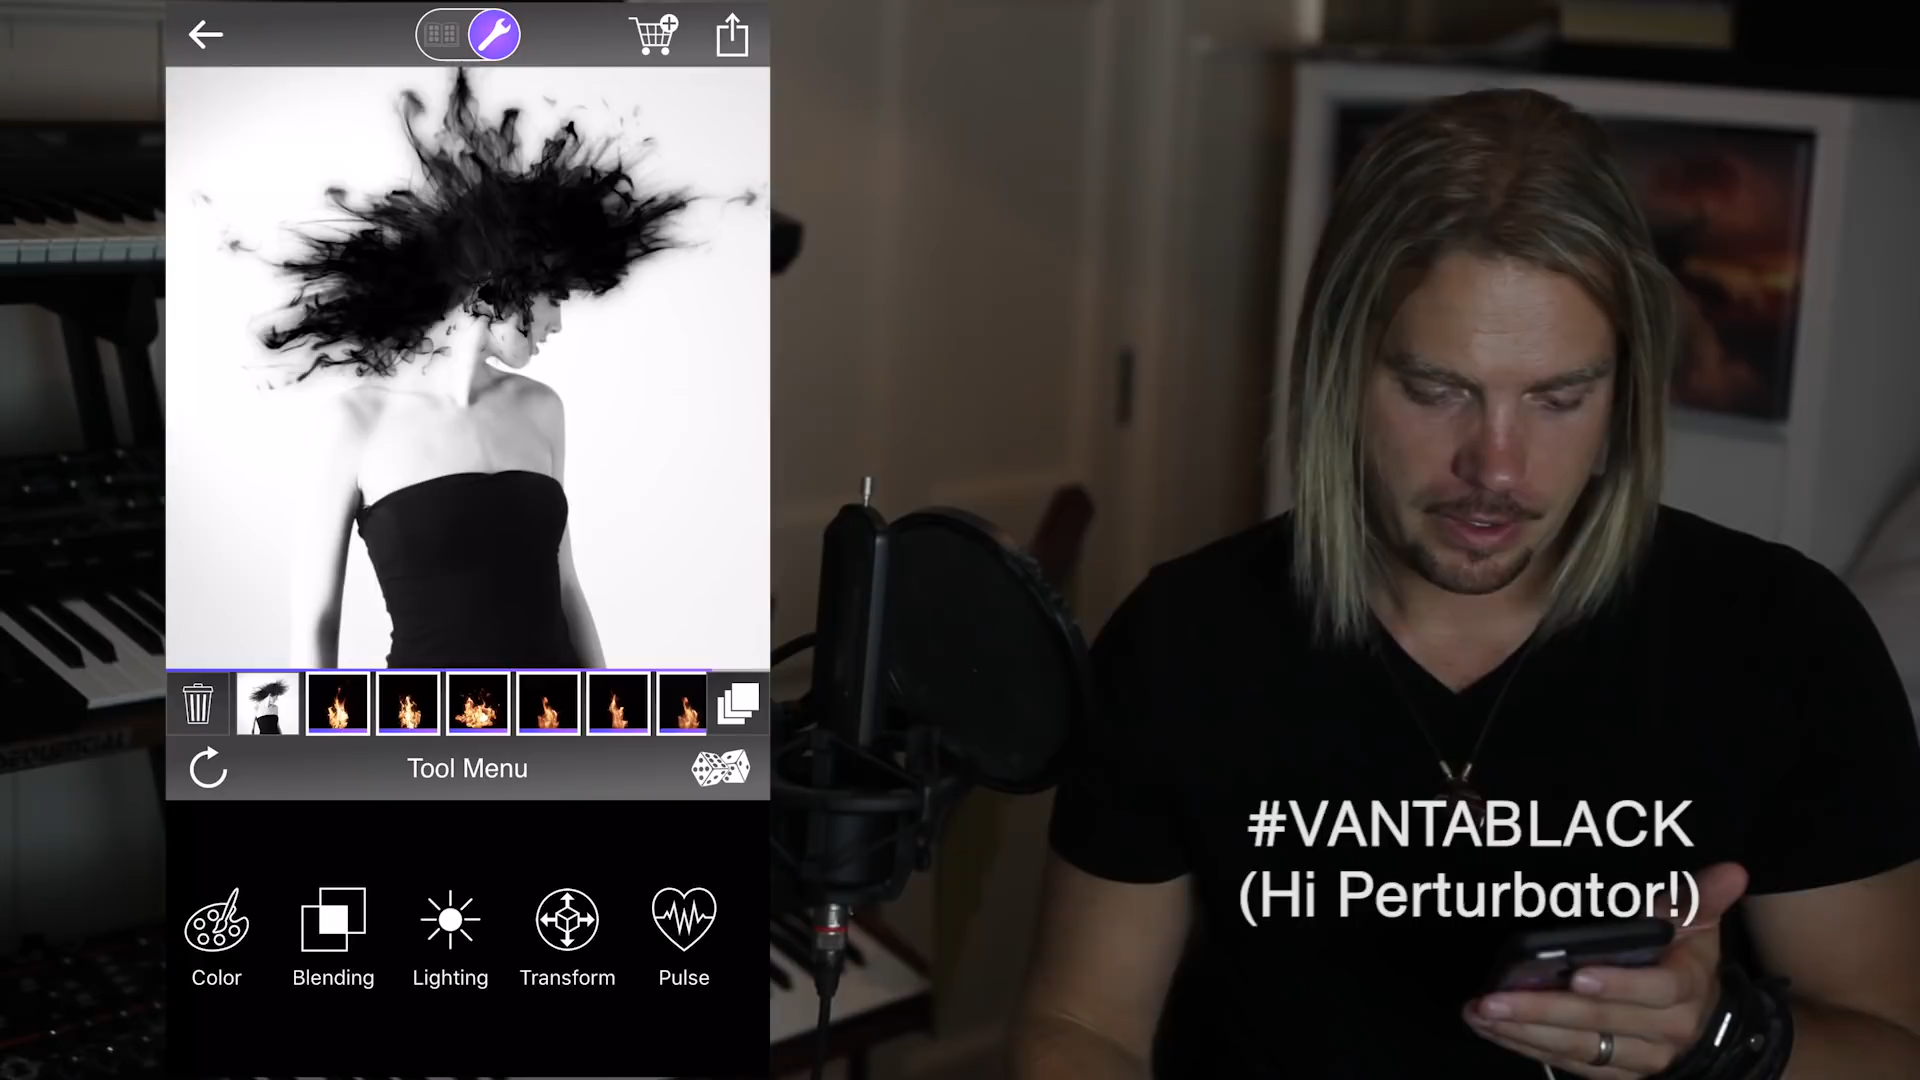 Tool Menu
Color
Blending
Lighting
Transform
Pulse
#VANTABLACK
(Hi Perturbator!)